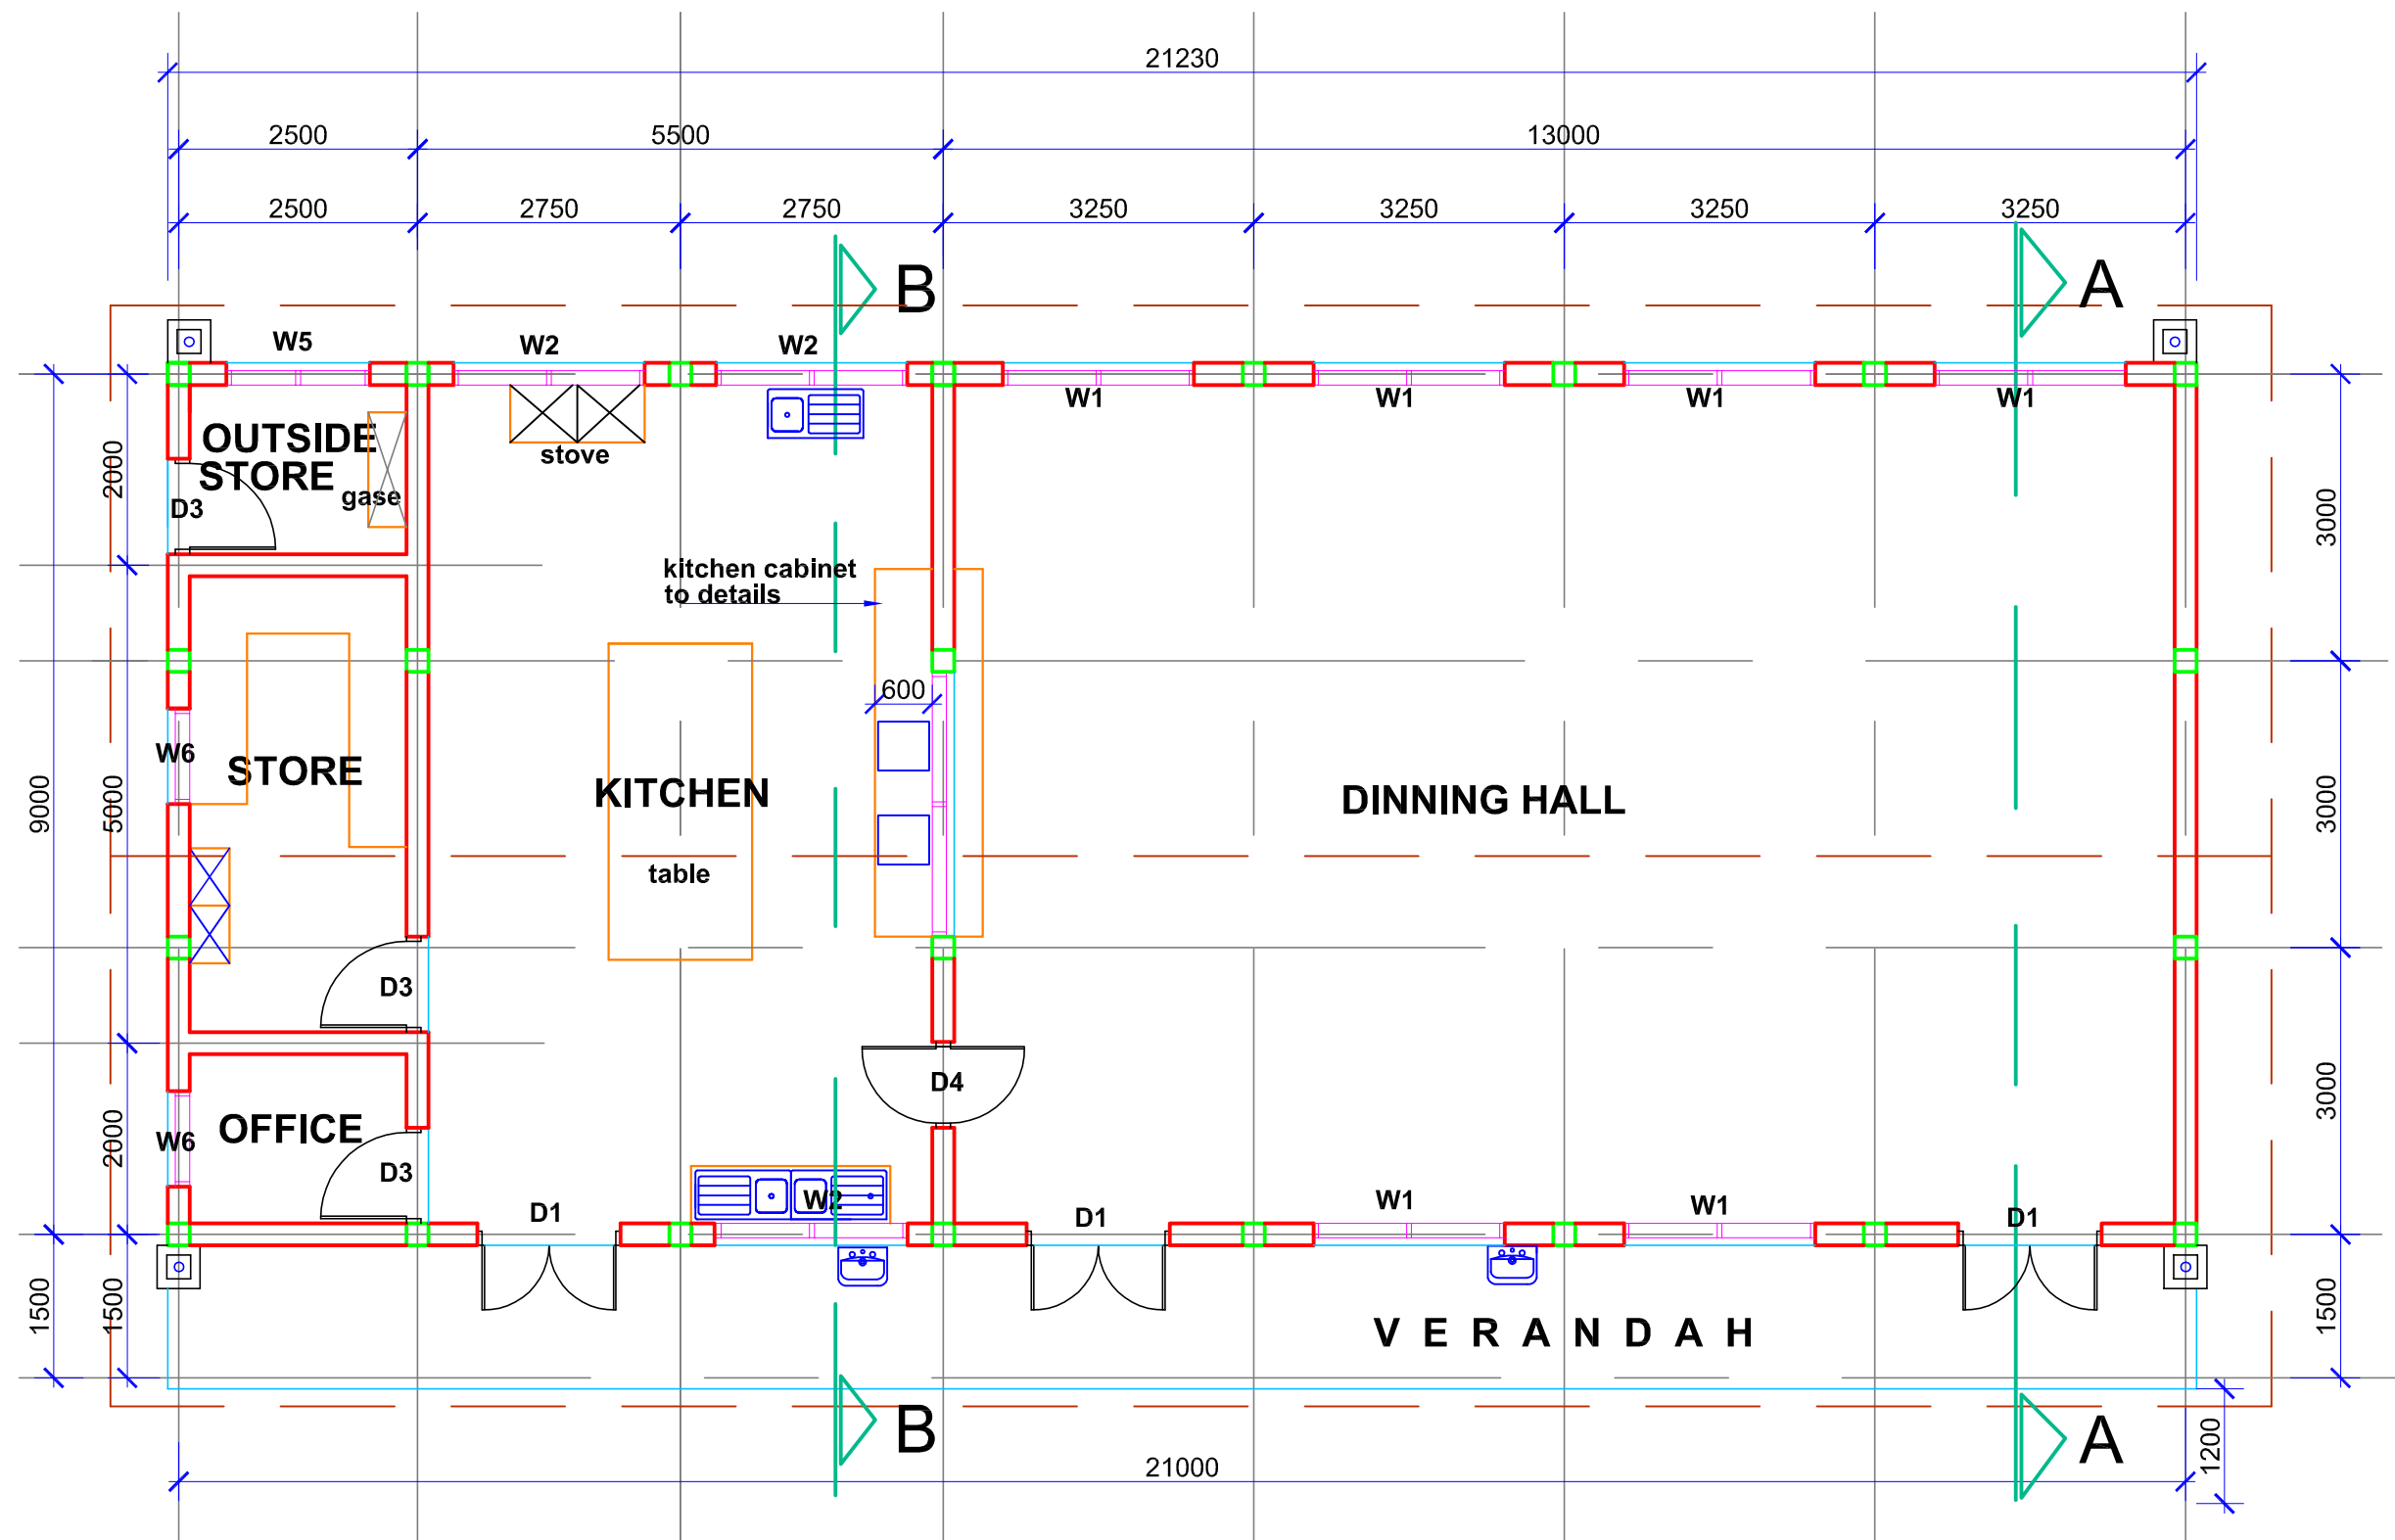 21230
2500 5500 13000
2500 2750 2750 3250 3250 3250 3250
B A
W5 W2 W2
W1 W1 W1 W1
OUTSIDE
STORE
stove
gase
D3
2000
3000
kitchen cabinet
to details
600
W6
STORE
KITCHEN
DINNING HALL
9000
5000
3000
table
D3
D4
OFFICE
W6
D3
2000
3000
D1
W2
D1
W1
W1
D1
1500
1500
1500
V E R A N D A H
B A
1200
21000